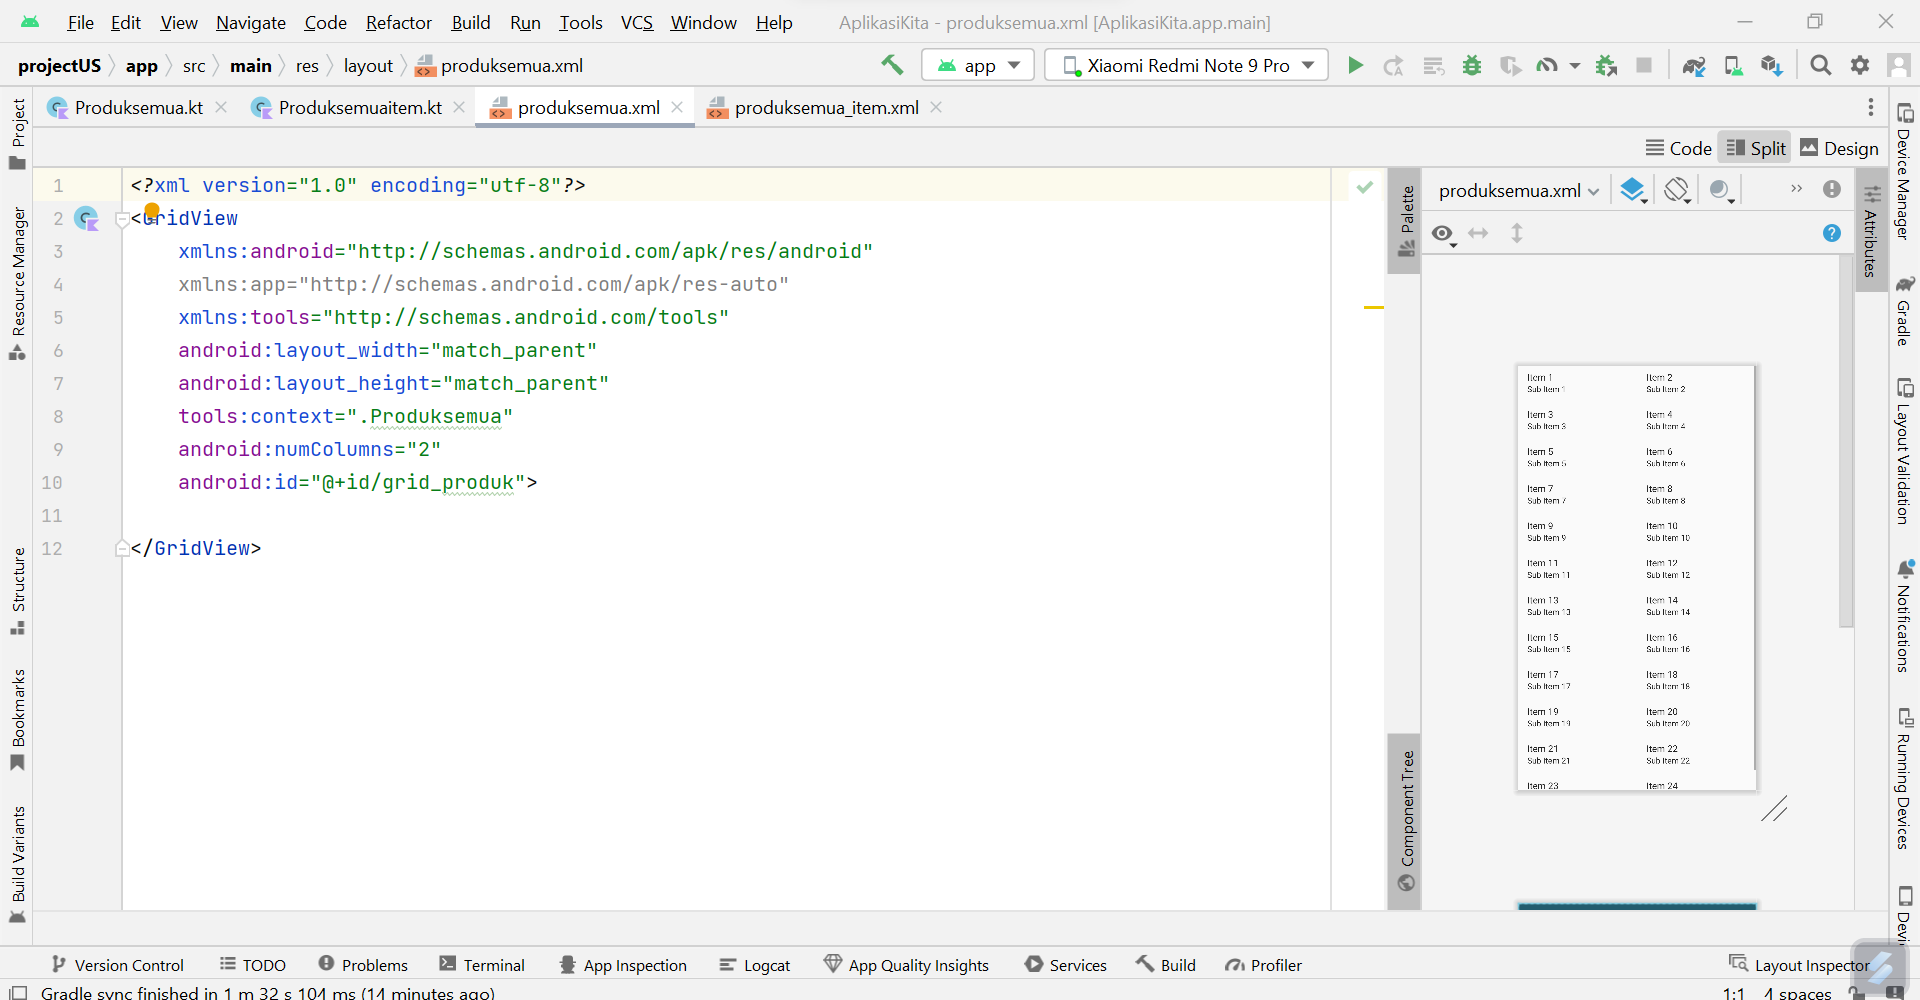 File Edit View Navigate Code Refactor Build Run Tools VCS Window Help AplikasiKita - produksemua.xml [AplikasiKita.app.main]
projectUS app src main res layout produksemua.xml app Xiaomi Redmi Note 9 Pro
Produksemua.kt Produksemuaitem.kt produksemua.xml produksemua_item.xml
Code Split Design
Project
Resource Manager
Structure
Bookmarks
Build Variants
1 <?xml version="1.0" encoding="utf-8"?>
2 <GridView
3 xmlns:android="http://schemas.android.com/apk/res/android"
4 xmlns:app="http://schemas.android.com/apk/res-auto"
5 xmlns:tools="http://schemas.android.com/tools"
6 android:layout_width="match_parent"
7 android:layout_height="match_parent"
8 tools:context=".Produksemua"
9 android:numColumns="2"
10 android:id="@+id/grid_produk">
11
12 </GridView>
Palette
Component Tree
produksemua.xml
Item 1 Item 2
Sub Item 1 Sub Item 2
Item 3 Item 4
Sub Item 3 Sub Item 4
Item 5 Item 6
Sub Item 5 Sub Item 6
Item 7 Item 8
Sub Item 7 Sub Item 8
Item 9 Item 10
Sub Item 9 Sub Item 10
Item 11 Item 12
Sub Item 11 Sub Item 12
Item 13 Item 14
Sub Item 13 Sub Item 14
Item 15 Item 16
Sub Item 15 Sub Item 16
Item 17 Item 18
Sub Item 17 Sub Item 18
Item 19 Item 20
Sub Item 19 Sub Item 20
Item 21 Item 22
Sub Item 21 Sub Item 22
Item 23 Item 24
Attributes
Device Manager
Gradle
Layout Validation
Notifications
Running Devices
Devi
Version Control TODO Problems Terminal App Inspection Logcat App Quality Insights Services Build Profiler Layout Inspector
Gradle sync finished in 1 m 32 s 104 ms (14 minutes ago) 1:1 4 spaces